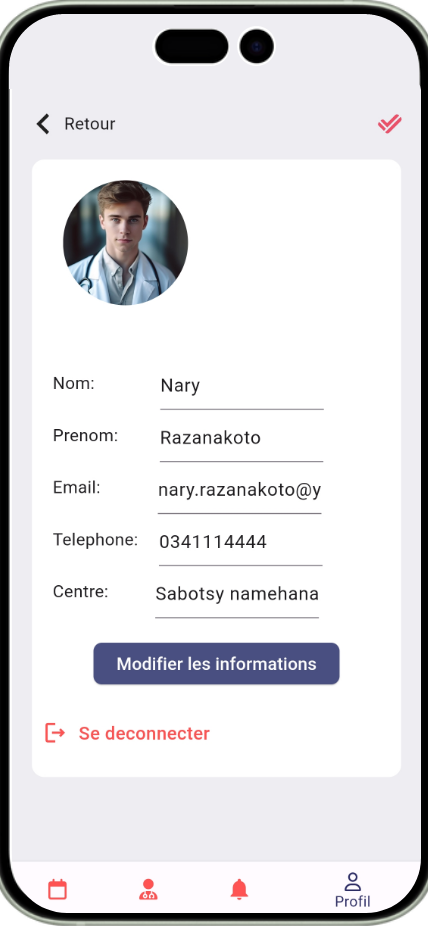 Retour
Nom: Nary
Prenom: Razanakoto
Email: nary.razanakoto@y
Telephone: 0341114444
Centre: Sabotsy namehana
Modifier les informations
Se deconnecter
Profil